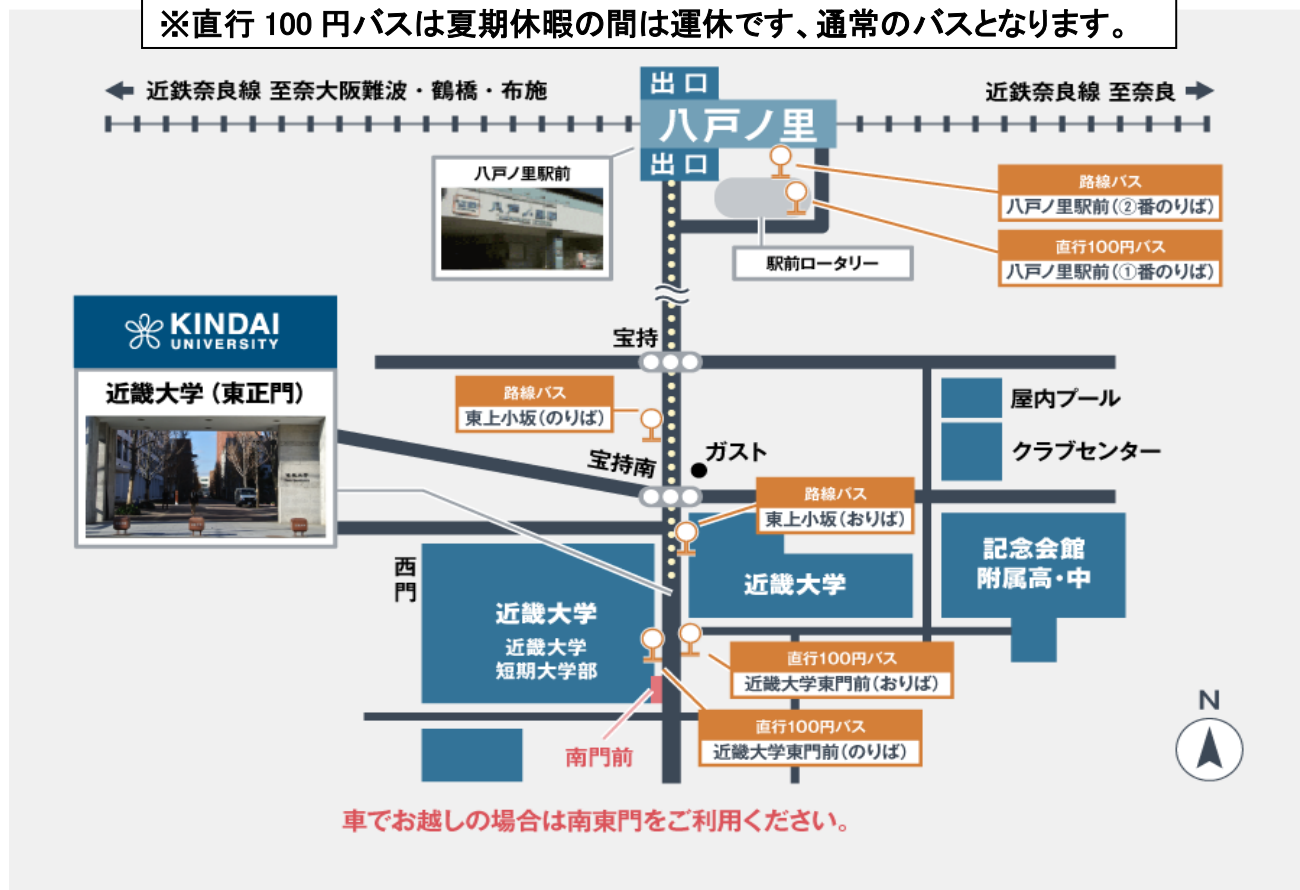 ※直行 100 円バスは夏期休暇の間は運休です、通常のバスとなります。
近鉄奈良線 至奈大阪難波・鶴橋・布施
出口
八戸ノ里
出口
近鉄奈良線 至奈良
八戸ノ里駅前
路線バス
八戸ノ里駅前(②番のりば)
直行100円バス
八戸ノ里駅前(①番のりば)
駅前ロータリー
KINDAI
UNIVERSITY
近畿大学(東正門)
宝持
路線バス
東上小坂(のりば)
宝持南
ガスト
屋内プール
クラブセンター
路線バス
東上小坂(おりば)
西門
近畿大学
近畿大学
短期大学部
近畿大学
記念会館
附属高・中
直行100円バス
近畿大学東門前(おりば)
直行100円バス
近畿大学東門前(のりば)
南門前
N
車でお越しの場合は南東門をご利用ください。